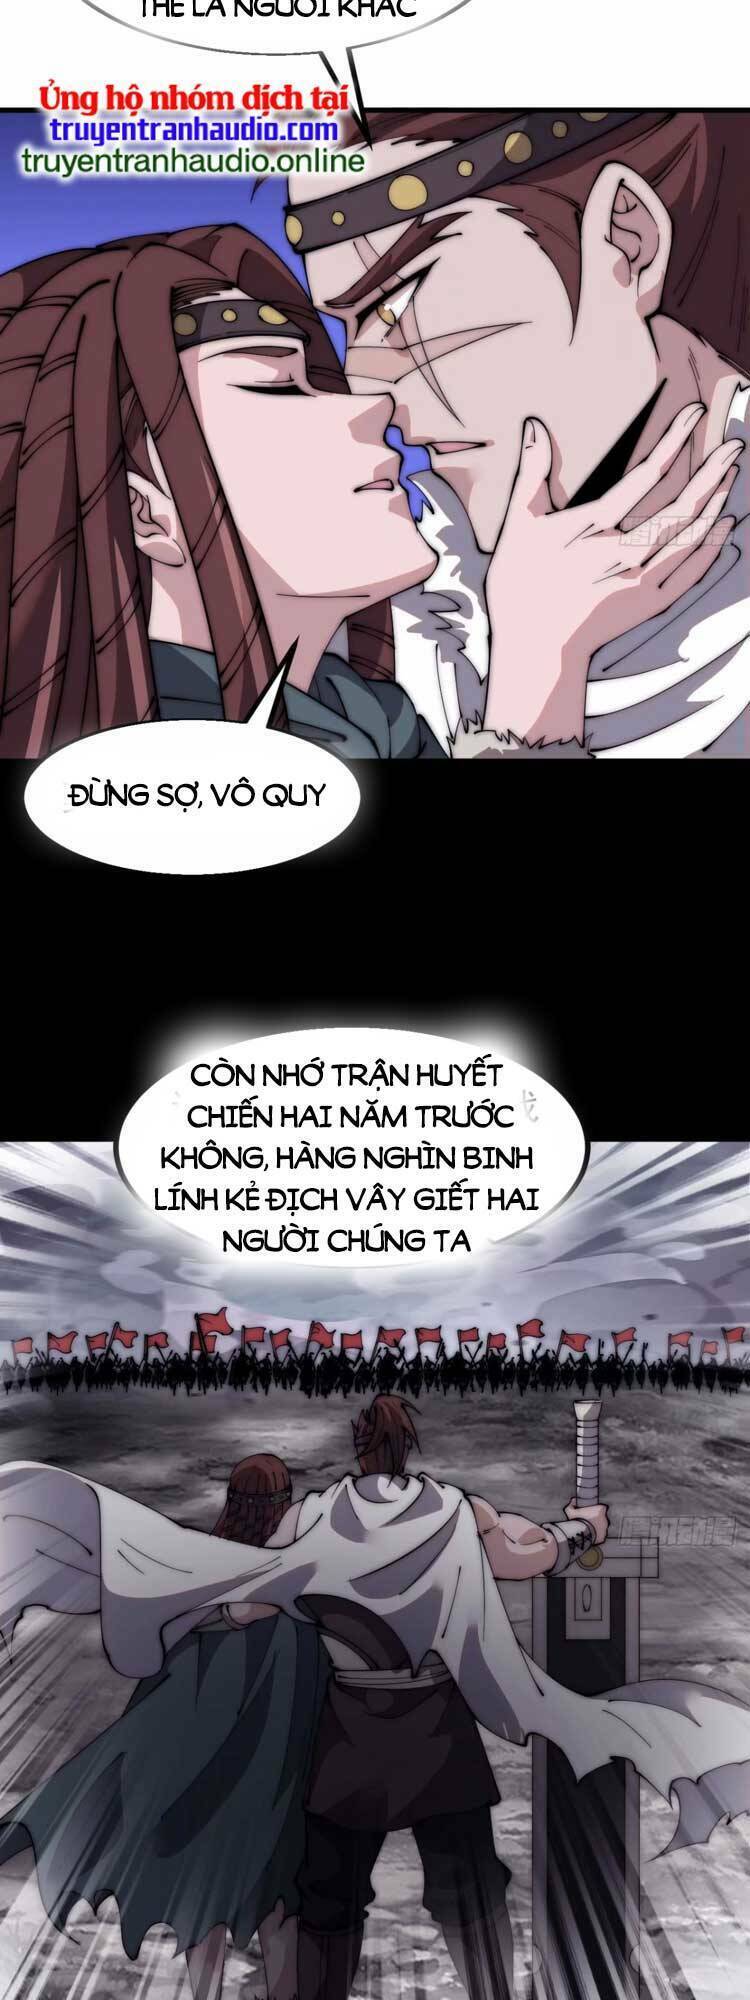 THẾ LÀ NGƯỜI KHÁC
Ủng hộ nhóm dịch tại
truyentranhaudio.com
truyentranhaudio.online
ĐỪNG SỢ, VÔ QUY
CÒN NHỚ TRẬN HUYẾT
CHIẾN HAI NĂM TRƯỚC
KHÔNG, HÀNG NGHÌN BINH
LÍNH KẺ ĐỊCH VÂY GIẾT HAI
NGƯỜI CHÚNG TA